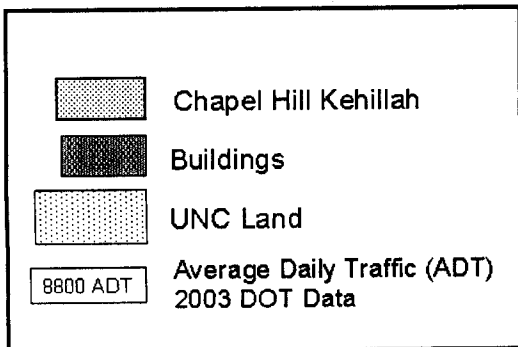 Chapel Hill Kehillah
Buildings
UNC Land
8800 ADT
Average Daily Traffic (ADT)
2003 DOT Data